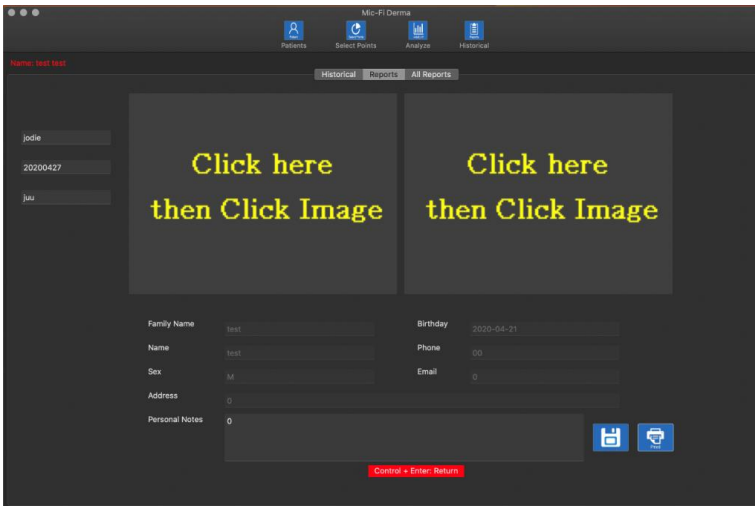 Mic-Fi Derma
Patients Select Points Analyze Historical
Name: test test
Historical Reports All Reports
jodie
20200427
juu
Click here
then Click Image
Click here
then Click Image
Family Name test Birthday 2020-04-21
Name test Phone 00
Sex M Email 0
Address 0
Personal Notes 0
Control + Enter: Return